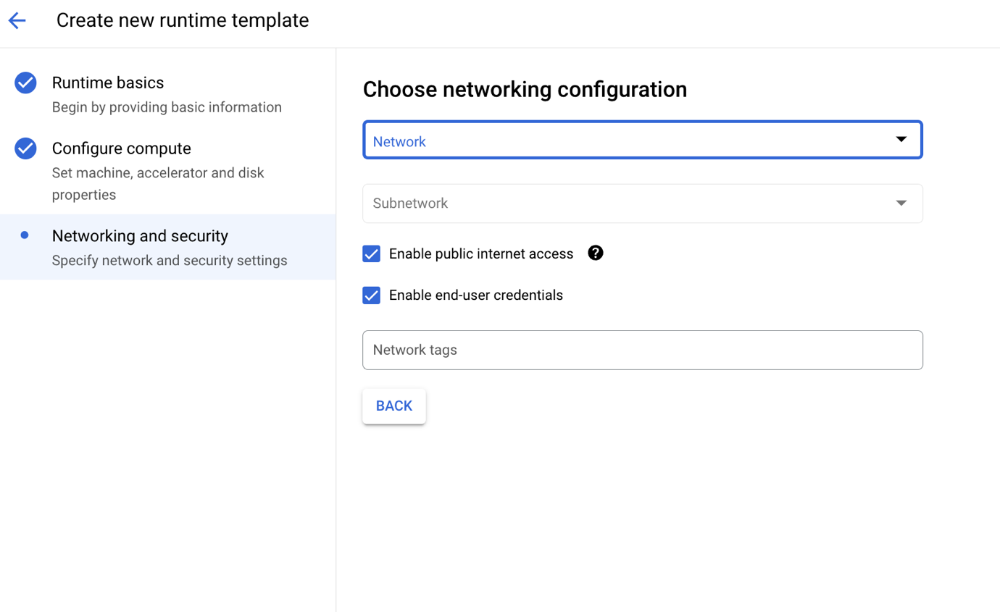 Create new runtime template
Runtime basics
Begin by providing basic information
Configure compute
Set machine, accelerator and disk
properties
Networking and security
Specify network and security settings
Choose networking configuration
Network
Subnetwork
Enable public internet access
Enable end-user credentials
Network tags
BACK